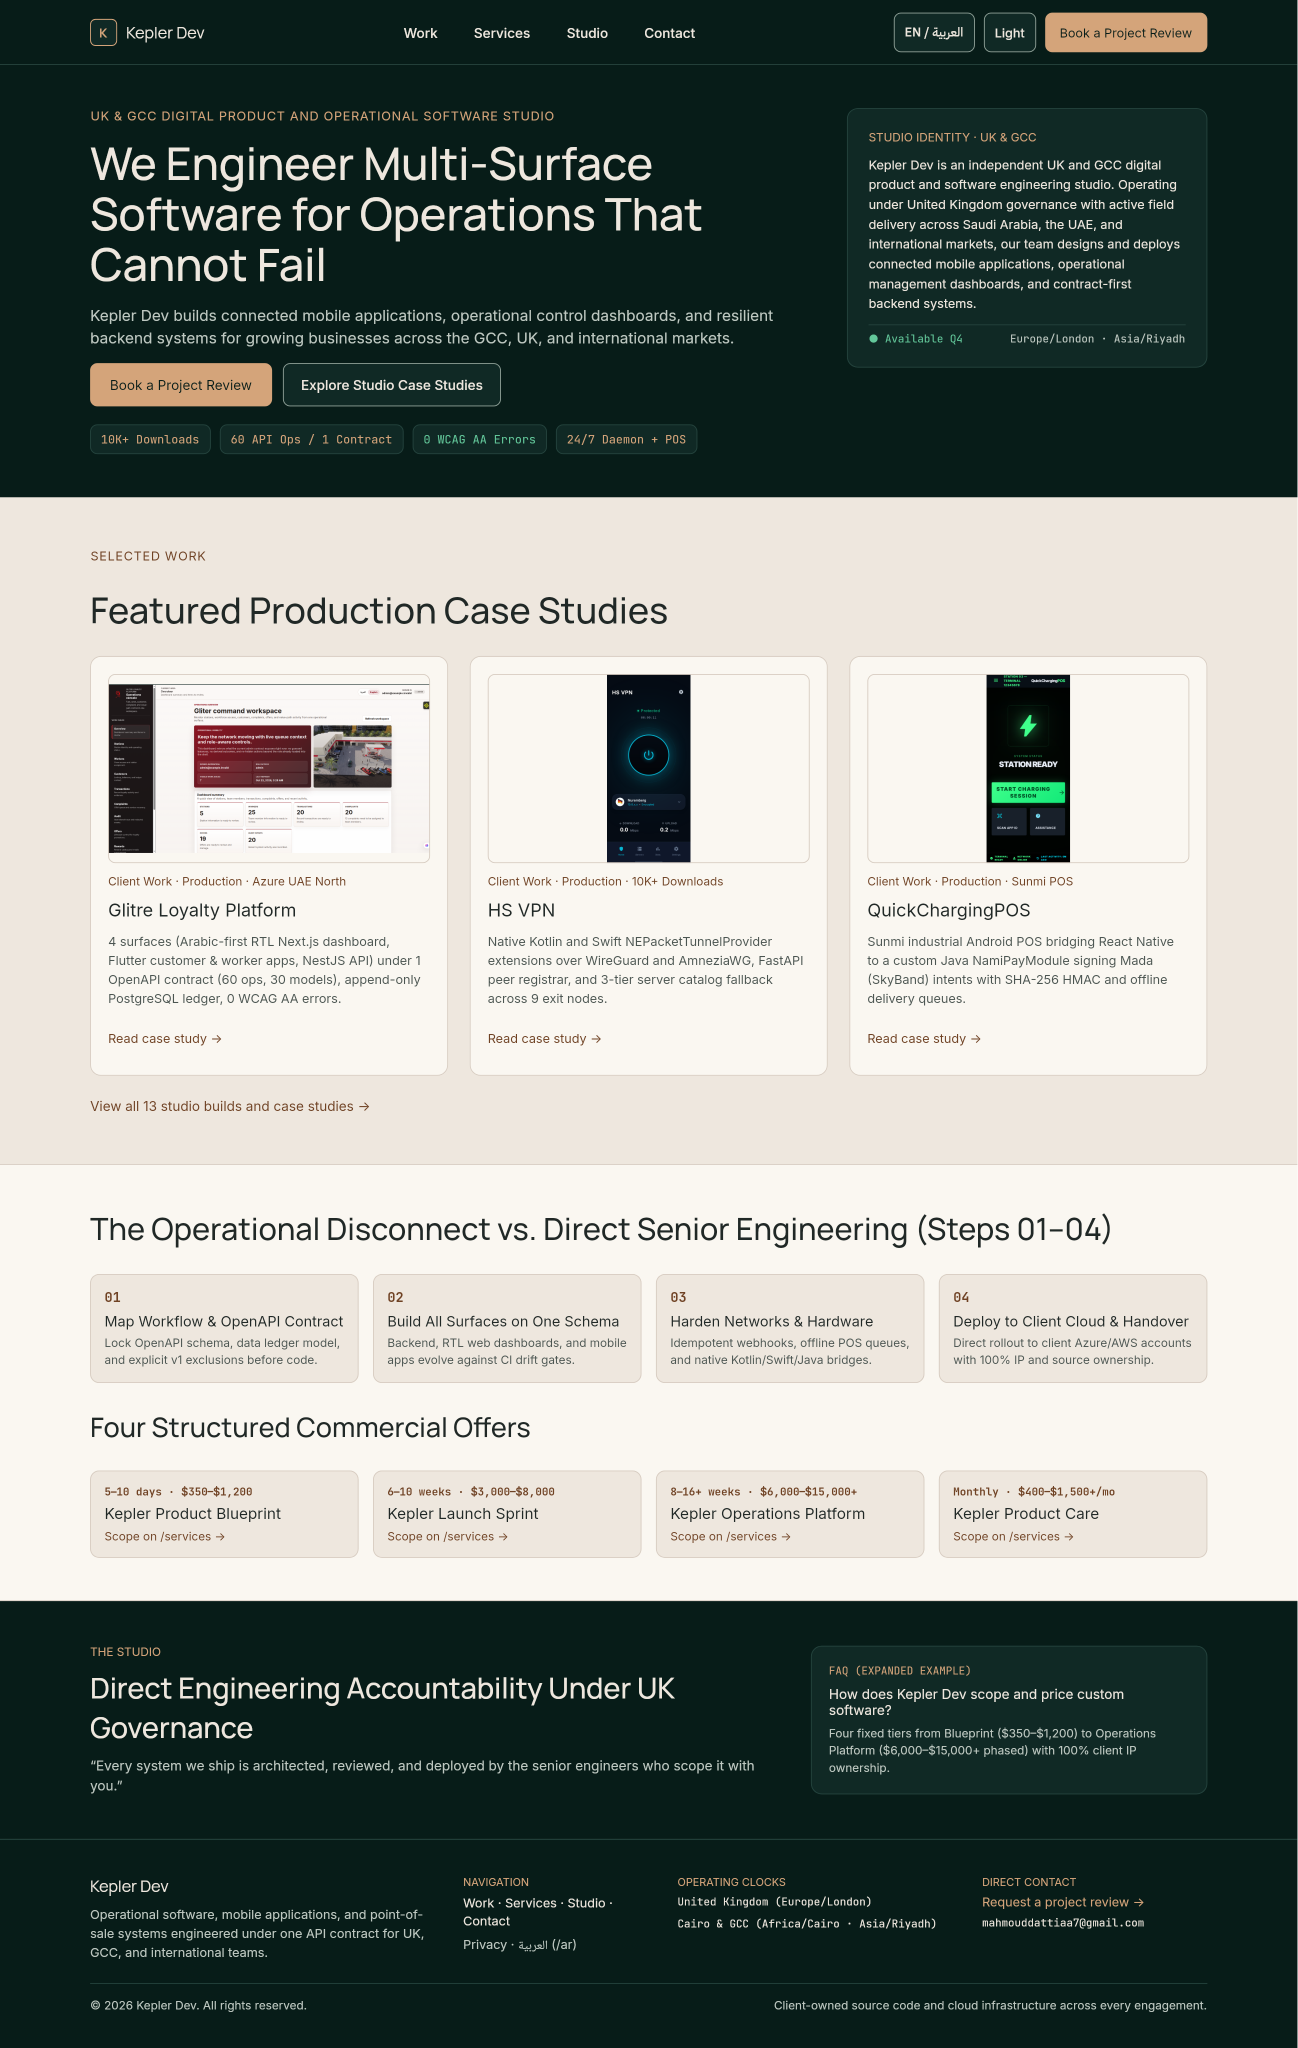 K
Kepler Dev
Work
Services
Studio
Contact
EN / العربية
Light
Book a Project Review
UK & GCC DIGITAL PRODUCT AND OPERATIONAL SOFTWARE STUDIO
We Engineer Multi-Surface
Software for Operations That
Cannot Fail
Kepler Dev builds connected mobile applications, operational control dashboards, and resilient
backend systems for growing businesses across the GCC, UK, and international markets.
Book a Project Review
Explore Studio Case Studies
10K+ Downloads
60 API Ops / 1 Contract
0 WCAG AA Errors
24/7 Daemon + POS
STUDIO IDENTITY · UK & GCC
Kepler Dev is an independent UK and GCC digital
product and software engineering studio. Operating
under United Kingdom governance with active field
delivery across Saudi Arabia, the UAE, and
international markets, our team designs and deploys
connected mobile applications, operational
management dashboards, and contract-first
backend systems.
Available Q4
Europe/London · Asia/Riyadh
SELECTED WORK
Featured Production Case Studies
Gliter command workspace
Keep the network moving with live queue context
and role-aware controls.
5
25
20
20
19
20
Client Work · Production · Azure UAE North
Glitre Loyalty Platform
4 surfaces (Arabic-first RTL Next.js dashboard,
Flutter customer & worker apps, NestJS API) under 1
OpenAPI contract (60 ops, 30 models), append-only
PostgreSQL ledger, 0 WCAG AA errors.
Read case study →
HS VPN
Protected
Nuremberg
0.0
0.2
Client Work · Production · 10K+ Downloads
HS VPN
Native Kotlin and Swift NEPacketTunnelProvider
extensions over WireGuard and AmneziaWG, FastAPI
peer registrar, and 3-tier server catalog fallback
across 9 exit nodes.
Read case study →
QuickChargingPOS
STATION READY
START CHARGING
SESSION
ASSISTANCE
Client Work · Production · Sunmi POS
QuickChargingPOS
Sunmi industrial Android POS bridging React Native
to a custom Java NamiPayModule signing Mada
(SkyBand) intents with SHA-256 HMAC and offline
delivery queues.
Read case study →
View all 13 studio builds and case studies →
The Operational Disconnect vs. Direct Senior Engineering (Steps 01–04)
01
Map Workflow & OpenAPI Contract
Lock OpenAPI schema, data ledger model,
and explicit v1 exclusions before code.
02
Build All Surfaces on One Schema
Backend, RTL web dashboards, and mobile
apps evolve against CI drift gates.
03
Harden Networks & Hardware
Idempotent webhooks, offline POS queues,
and native Kotlin/Swift/Java bridges.
04
Deploy to Client Cloud & Handover
Direct rollout to client Azure/AWS accounts
with 100% IP and source ownership.
Four Structured Commercial Offers
5–10 days · $350–$1,200
Kepler Product Blueprint
Scope on /services →
6–10 weeks · $3,000–$8,000
Kepler Launch Sprint
Scope on /services →
8–16+ weeks · $6,000–$15,000+
Kepler Operations Platform
Scope on /services →
Monthly · $400–$1,500+/mo
Kepler Product Care
Scope on /services →
THE STUDIO
Direct Engineering Accountability Under UK
Governance
“Every system we ship is architected, reviewed, and deployed by the senior engineers who scope it with
you.”
FAQ (EXPANDED EXAMPLE)
How does Kepler Dev scope and price custom
software?
Four fixed tiers from Blueprint ($350–$1,200) to Operations
Platform ($6,000–$15,000+ phased) with 100% client IP
ownership.
Kepler Dev
Operational software, mobile applications, and point-of-
sale systems engineered under one API contract for UK,
GCC, and international teams.
NAVIGATION
Work · Services · Studio ·
Contact
Privacy · العربية (/ar)
OPERATING CLOCKS
United Kingdom (Europe/London)
Cairo & GCC (Africa/Cairo · Asia/Riyadh)
DIRECT CONTACT
Request a project review →
mahmouddattiaa7@gmail.com
© 2026 Kepler Dev. All rights reserved.
Client-owned source code and cloud infrastructure across every engagement.